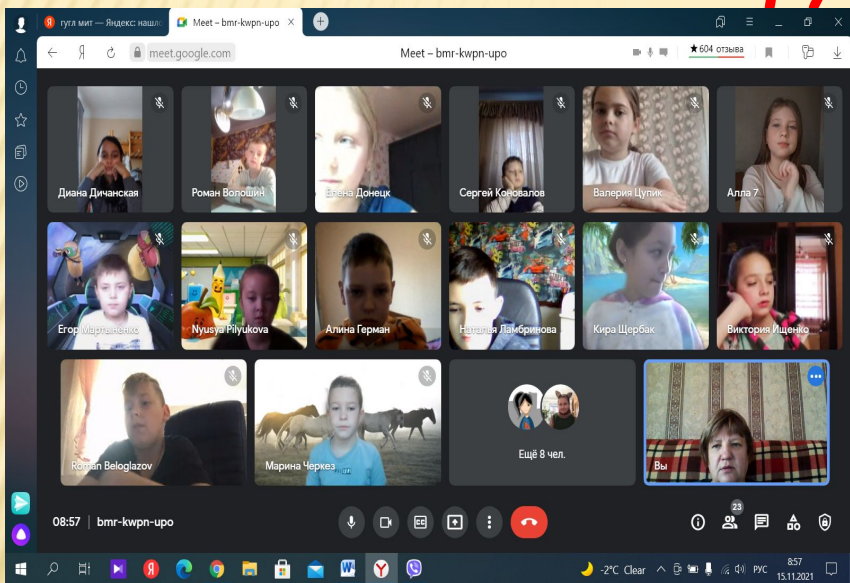 гугл мит — Яндекс: нашло
Meet – bmr-kwpn-upo
meet.google.com
Meet – bmr-kwpn-upo
★604 отзыва
Диана Дичанская
Роман Волошин
Елена Донецк
Сергей Коновалов
Валерия Цупик
Алла 7
Егор Мартыненко
Nyusya Pilyukova
Алина Герман
Наталья Ламбринова
Кира Щербак
Виктория Ищенко
Roman Beloglazov
Марина Черкез
Ещё 8 чел.
Вы
08:57 | bmr-kwpn-upo
23
-2°C Clear
РУС
8:57
15.11.2021